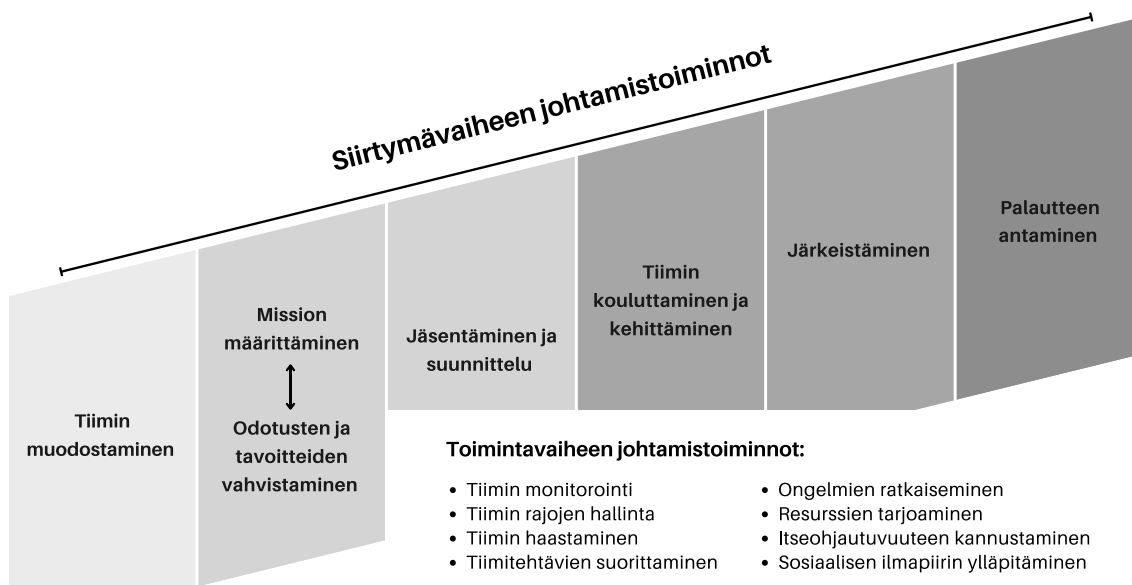 Siirtymävaiheen johtamistoiminnot
Tiimin
muodostaminen
Mission
määrittäminen
Odotusten ja
tavoitteiden
vahvistaminen
Jäsentäminen ja
suunnittelu
Tiimin
kouluttaminen ja
kehittäminen
Järkeistäminen
Palautteen
antaminen
Toimintavaiheen johtamistoiminnot:
• Tiimin monitorointi
• Tiimin rajojen hallinta
• Tiimin haastaminen
• Tiimitehtävien suorittaminen
• Ongelmien ratkaiseminen
• Resurssien tarjoaminen
• Itseohjautuvuuteen kannustaminen
• Sosiaalisen ilmapiirin ylläpitäminen